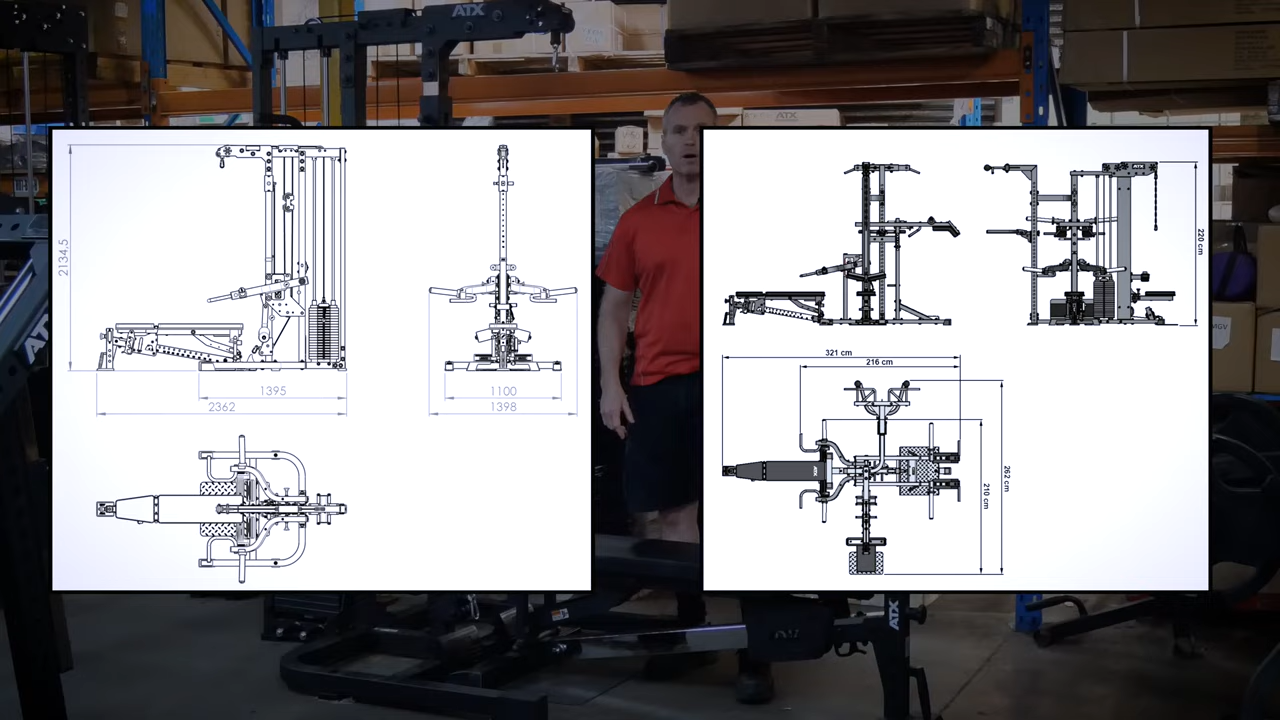 ATX
ATX
2134.5
1395
2362
1100
1398
ATX
220 cm
321 cm
216 cm
ATX
262 cm
210 cm
AGV
ATX
ATX